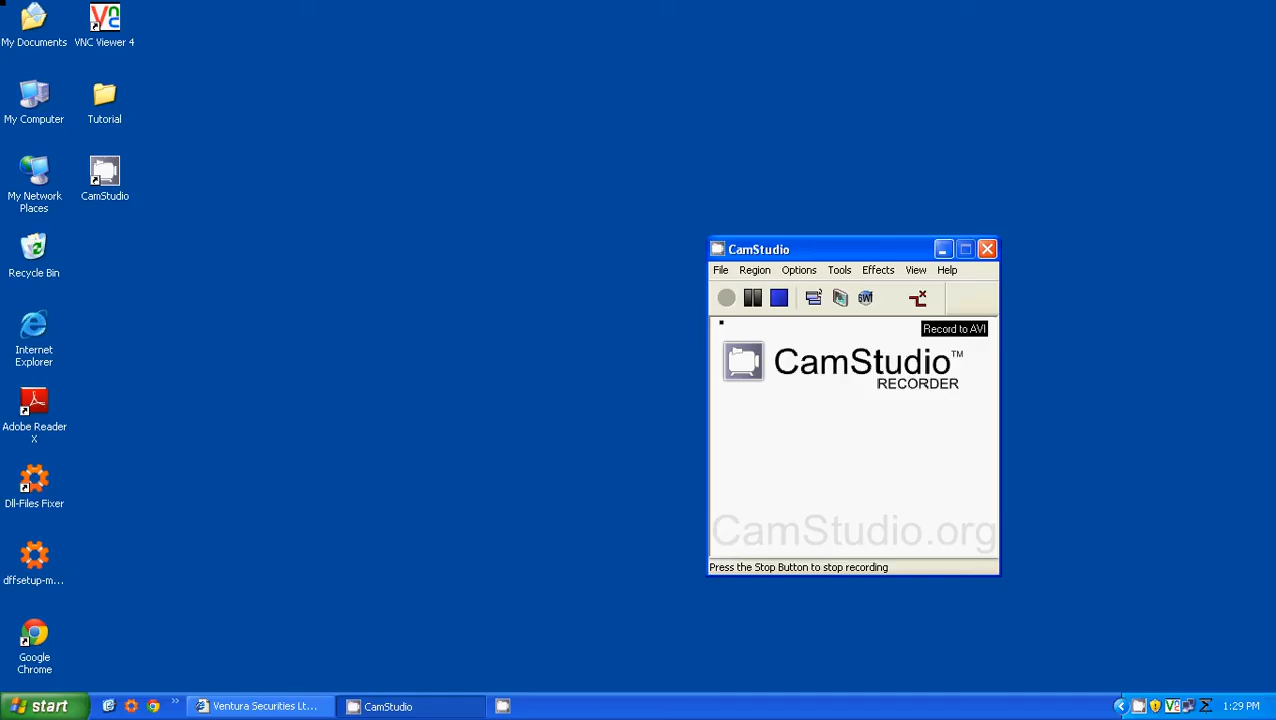 My Documents
VNC Viewer 4
My Computer
Tutorial
My Network
Places
CamStudio
Recycle Bin
Internet
Explorer
Adobe Reader
X
Dll-Files Fixer
dffsetup-m...
Google
Chrome
CamStudio
File Region Options Tools Effects View Help
SWF
Record to AVI
CamStudio™
RECORDER
CamStudio.org
Press the Stop Button to stop recording
start
Ventura Securities Lt...
CamStudio
1:29 PM